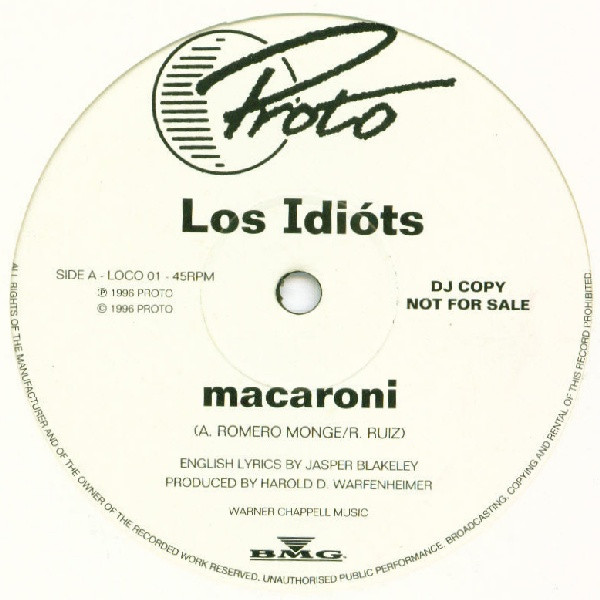 Proto
Los Idióts
SIDE A - LOCO 01 - 45RPM
℗ 1996 PROTO
© 1996 PROTO
DJ COPY
NOT FOR SALE
macaroni
(A. ROMERO MONGE/R. RUIZ)
ENGLISH LYRICS BY JASPER BLAKELEY
PRODUCED BY HAROLD D. WARFENHEIMER
WARNER CHAPPELL MUSIC
BMG
ALL RIGHTS OF THE MANUFACTURER AND OF THE OWNER OF THE RECORDED WORK RESERVED. UNAUTHORISED PUBLIC PERFORMANCE, BROADCASTING, COPYING AND RENTAL OF THIS RECORD PROHIBITED.